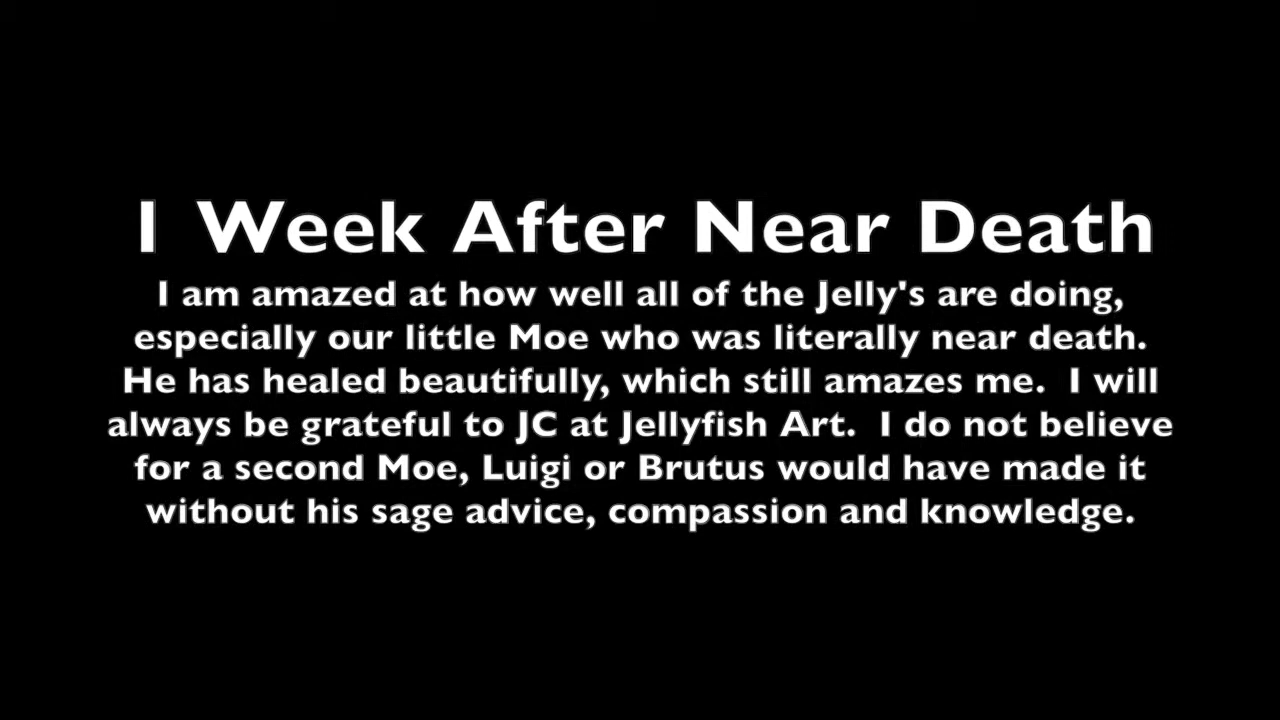 1 Week After Near Death
I am amazed at how well all of the Jelly's are doing,
especially our little Moe who was literally near death.
He has healed beautifully, which still amazes me.  I will
always be grateful to JC at Jellyfish Art.  I do not believe
for a second Moe, Luigi or Brutus would have made it
without his sage advice, compassion and knowledge.